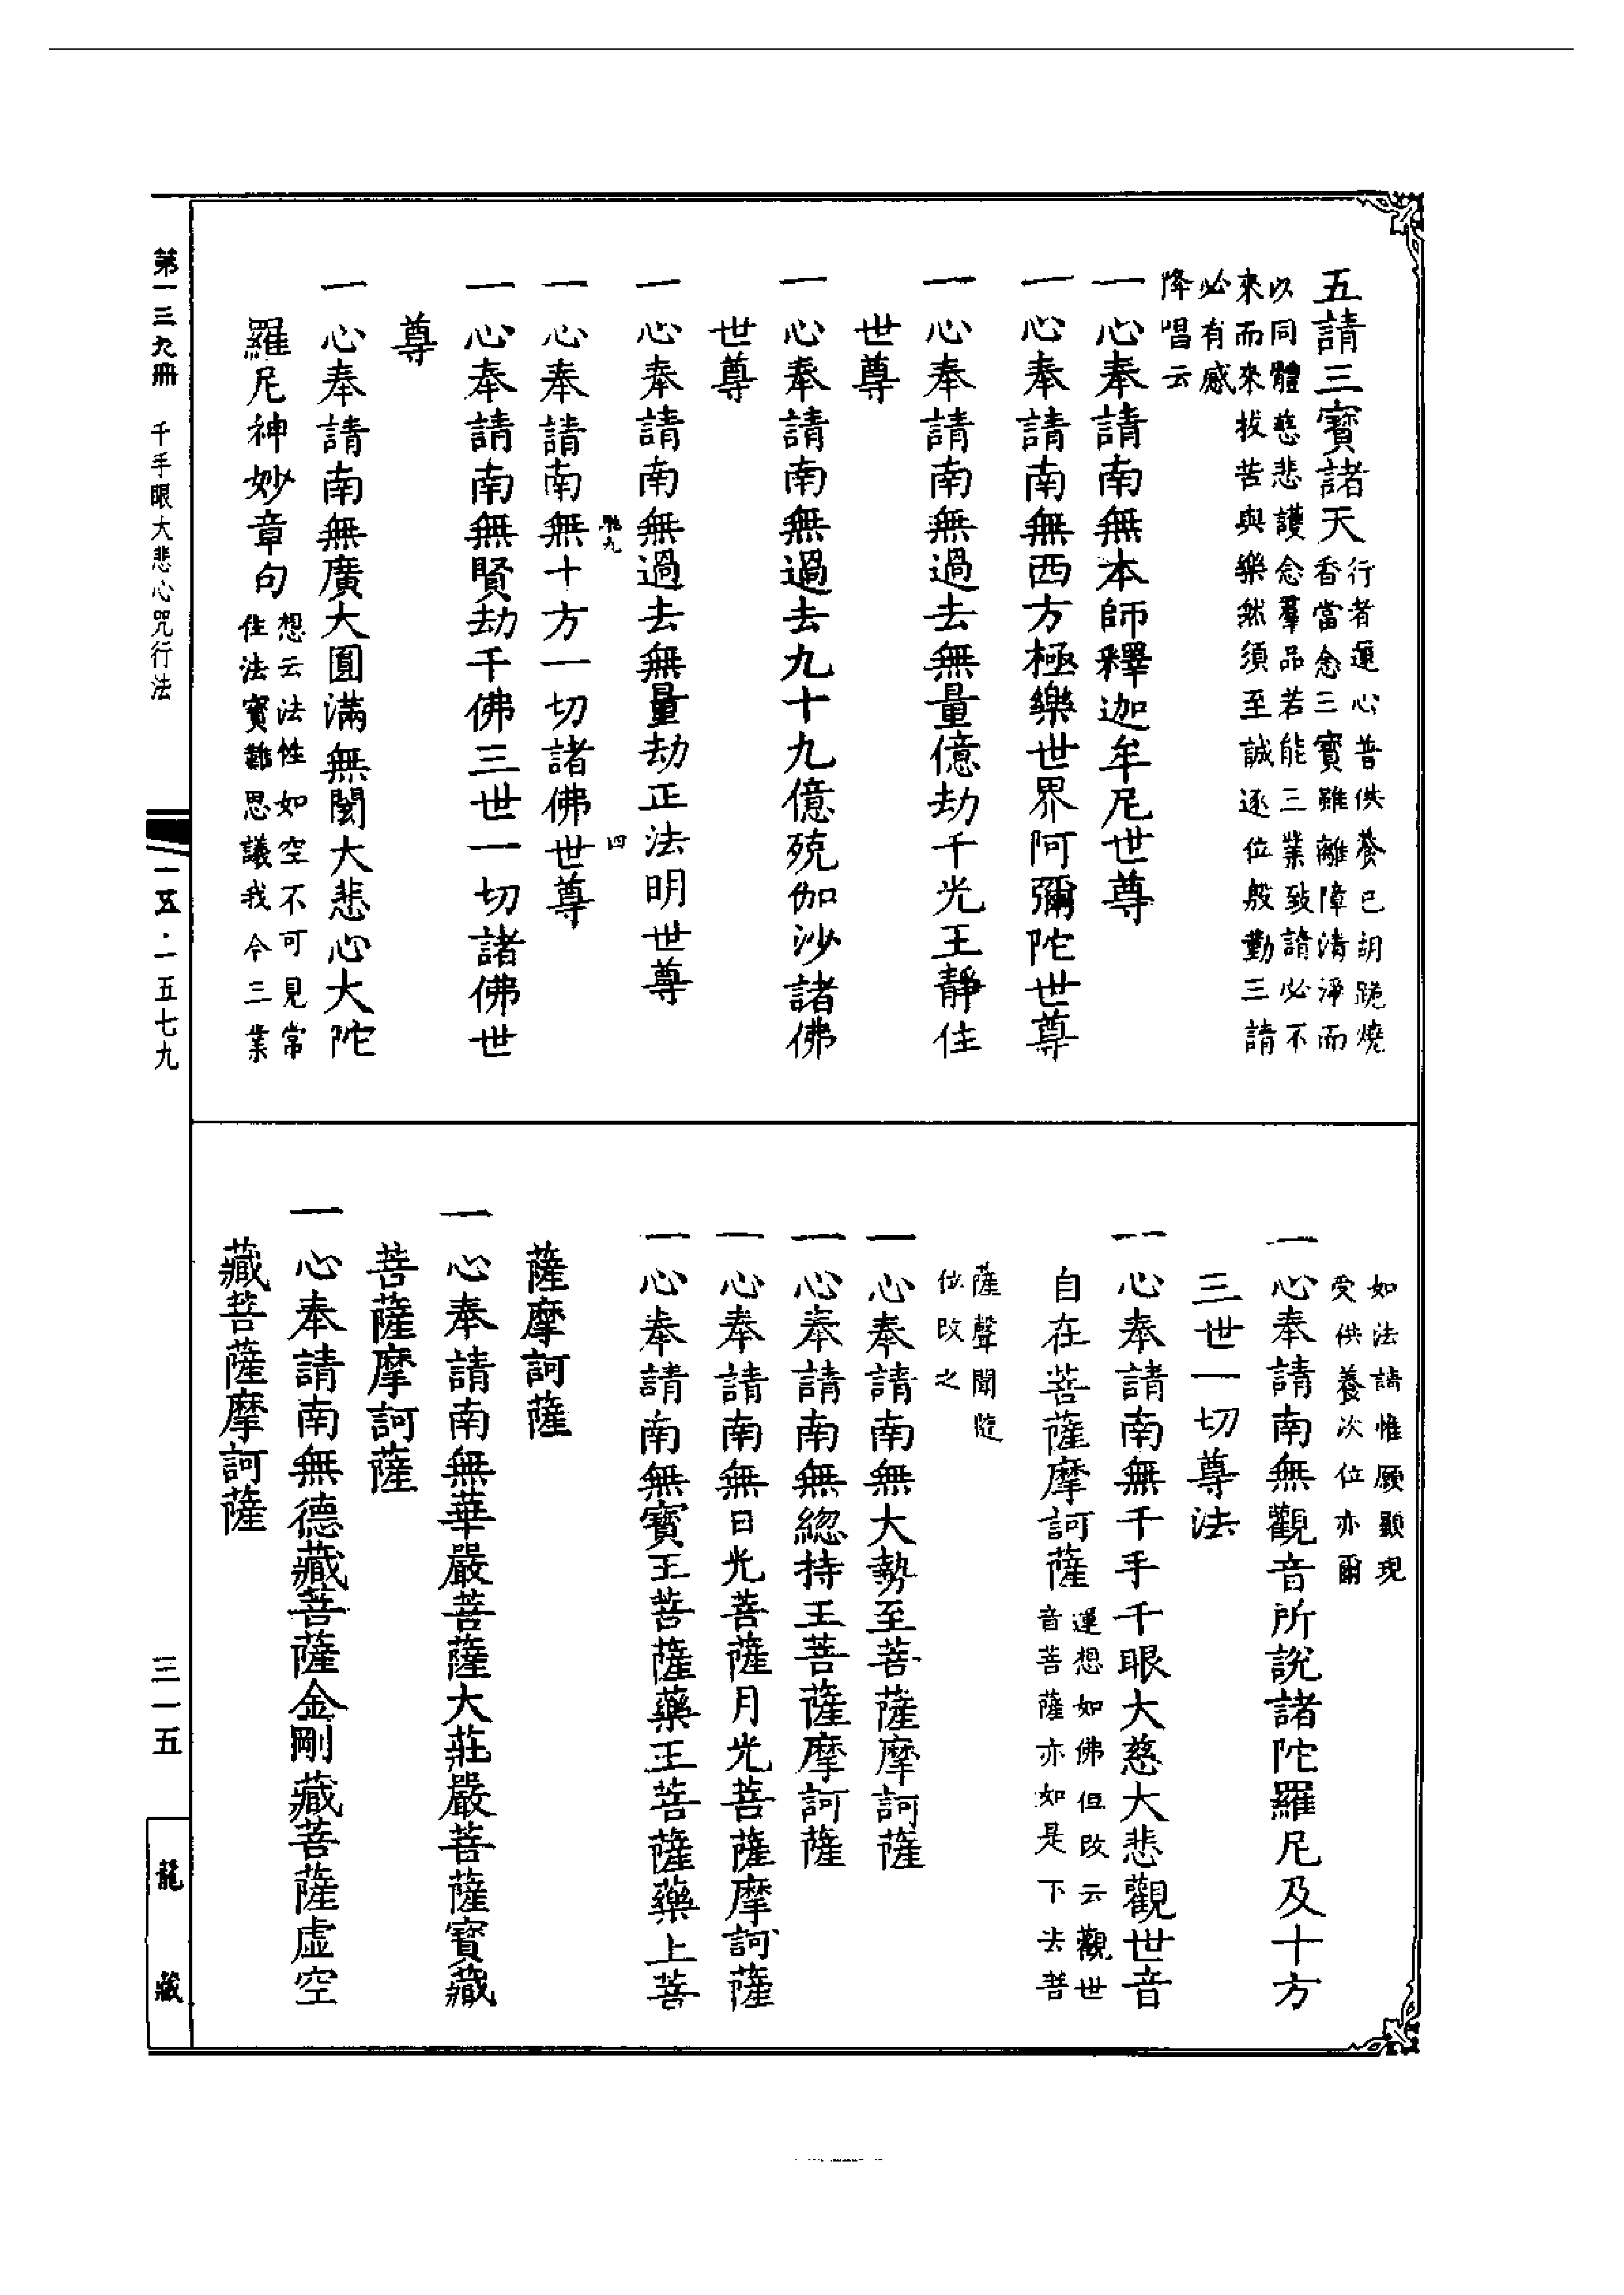 五請三寶諸天行者運心普供養已胡跪燒
香當念三寶雖離障清淨而
以同體慈悲護念羣品若能三業致請必不
來而來拔苦與樂然須至誠逐位殷勤三請
必有感
降唱云
一心奉請南無本師釋迦牟尼世尊
一心奉請南無西方極樂世界阿彌陀世尊
一心奉請南無過去無量億劫千光王靜住
世尊
一心奉請南無過去九十九億殑伽沙諸佛
世尊
一心奉請南無過去無量劫正法明世尊
四
一心奉請南無十方一切諸佛世尊
一心奉請南無賢劫千佛三世一切諸佛世
尊
一心奉請南無廣大圓滿無閡大悲心大陀
羅尼神妙章句想云法性如空不可見常
住法寶難思議我今三業
如法請惟願顯現
受供養次位亦爾
一心奉請南無觀音所說諸陀羅尼及十方
三世一切尊法
一心奉請南無千手千眼大慈大悲觀世音
自在菩薩摩訶薩運想如佛但改云觀世
音菩薩亦如是下去菩
薩聲聞隨
位改之
一心奉請南無大勢至菩薩摩訶薩
一心奉請南無緫持王菩薩摩訶薩
一心奉請南無日光菩薩月光菩薩摩訶薩
一心奉請南無寶王菩薩藥王菩薩藥上菩
薩摩訶薩
一心奉請南無華嚴菩薩大莊嚴菩薩寶藏
菩薩摩訶薩
一心奉請南無德藏菩薩金剛藏菩薩虛空
藏菩薩摩訶薩
第一三九冊 千手眼大悲心咒行法 一五·一五七九 三一五 龍藏